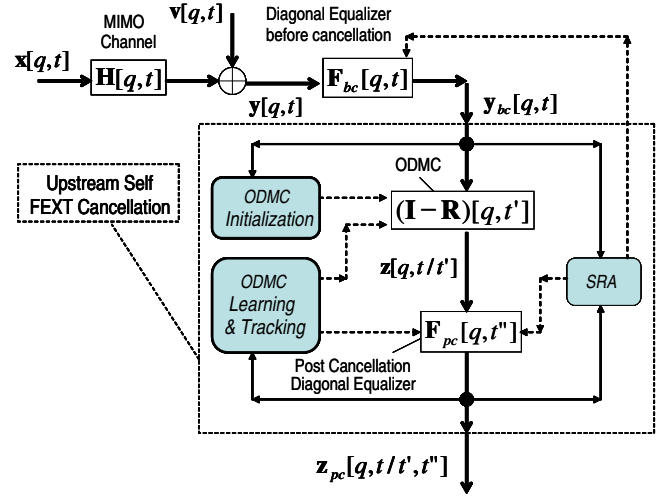 v[q,t]
MIMO
Channel
Diagonal Equalizer
before cancellation
x[q,t]
H[q,t]
y[q,t]
F_bc[q,t]
y_bc[q,t]
Upstream Self
FEXT Cancellation
ODMC
ODMC
Initialization
(I − R)[q,t']
z[q,t/t']
ODMC
Learning
& Tracking
SRA
F_pc[q,t"]
Post Cancellation
Diagonal Equalizer
z_pc[q,t/t',t"]